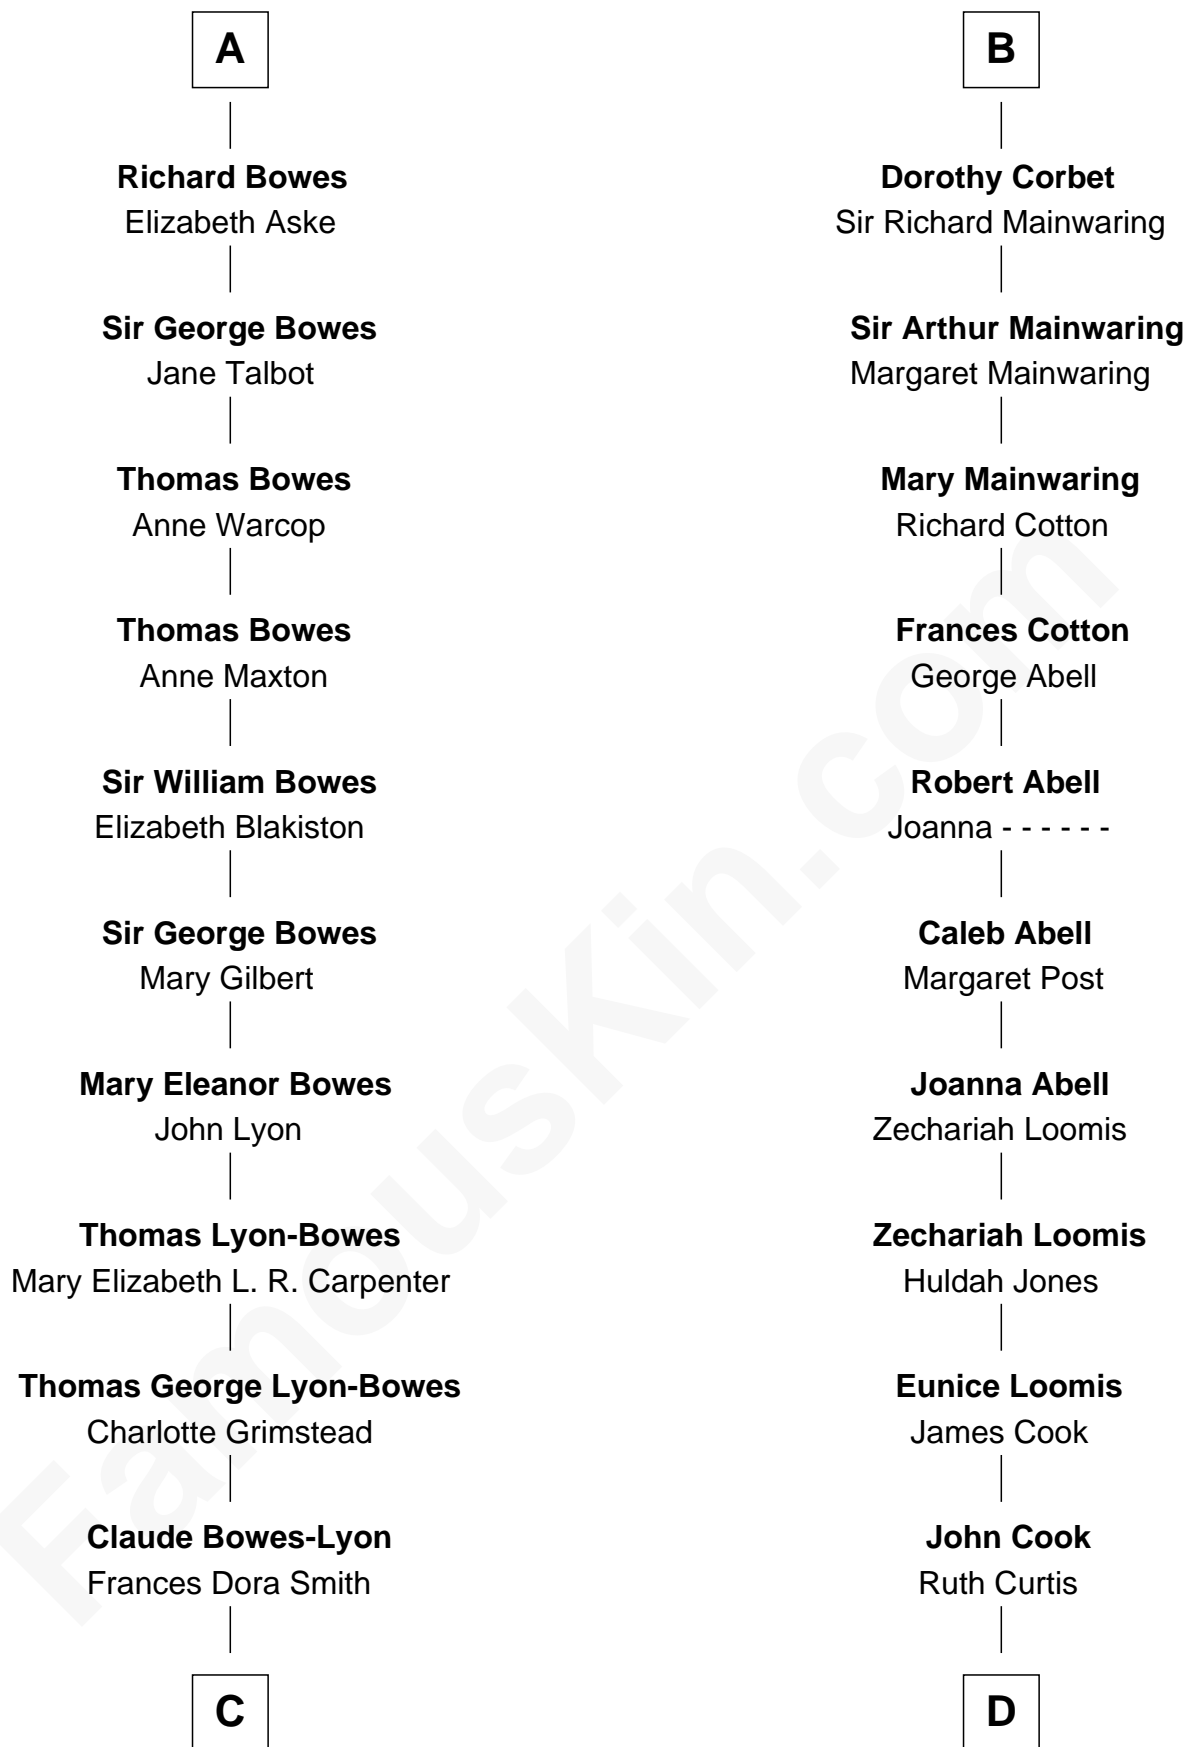 A
Richard Bowes
Elizabeth Aske
Sir George Bowes
Jane Talbot
Thomas Bowes
Anne Warcop
Thomas Bowes
Anne Maxton
Sir William Bowes
Elizabeth Blakiston
Sir George Bowes
Mary Gilbert
Mary Eleanor Bowes
John Lyon
Thomas Lyon-Bowes
Mary Elizabeth L. R. Carpenter
Thomas George Lyon-Bowes
Charlotte Grimstead
Claude Bowes-Lyon
Frances Dora Smith
C
B
Dorothy Corbet
Sir Richard Mainwaring
Sir Arthur Mainwaring
Margaret Mainwaring
Mary Mainwaring
Richard Cotton
Frances Cotton
George Abell
Robert Abell
Joanna - - - - - -
Caleb Abell
Margaret Post
Joanna Abell
Zechariah Loomis
Zechariah Loomis
Huldah Jones
Eunice Loomis
James Cook
John Cook
Ruth Curtis
D
FamousKin.com